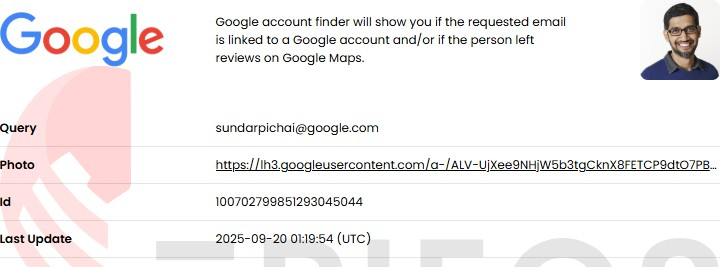 Google
Google account finder will show you if the requested email
is linked to a Google account and/or if the person left
reviews on Google Maps.
Query sundarpichai@google.com
Photo https://lh3.googleusercontent.com/a-/ALV-UjXee9NHjW5b3tgCknX8FETCP9dtO7PB...
Id 100702799851293045044
Last Update 2025-09-20 01:19:54 (UTC)